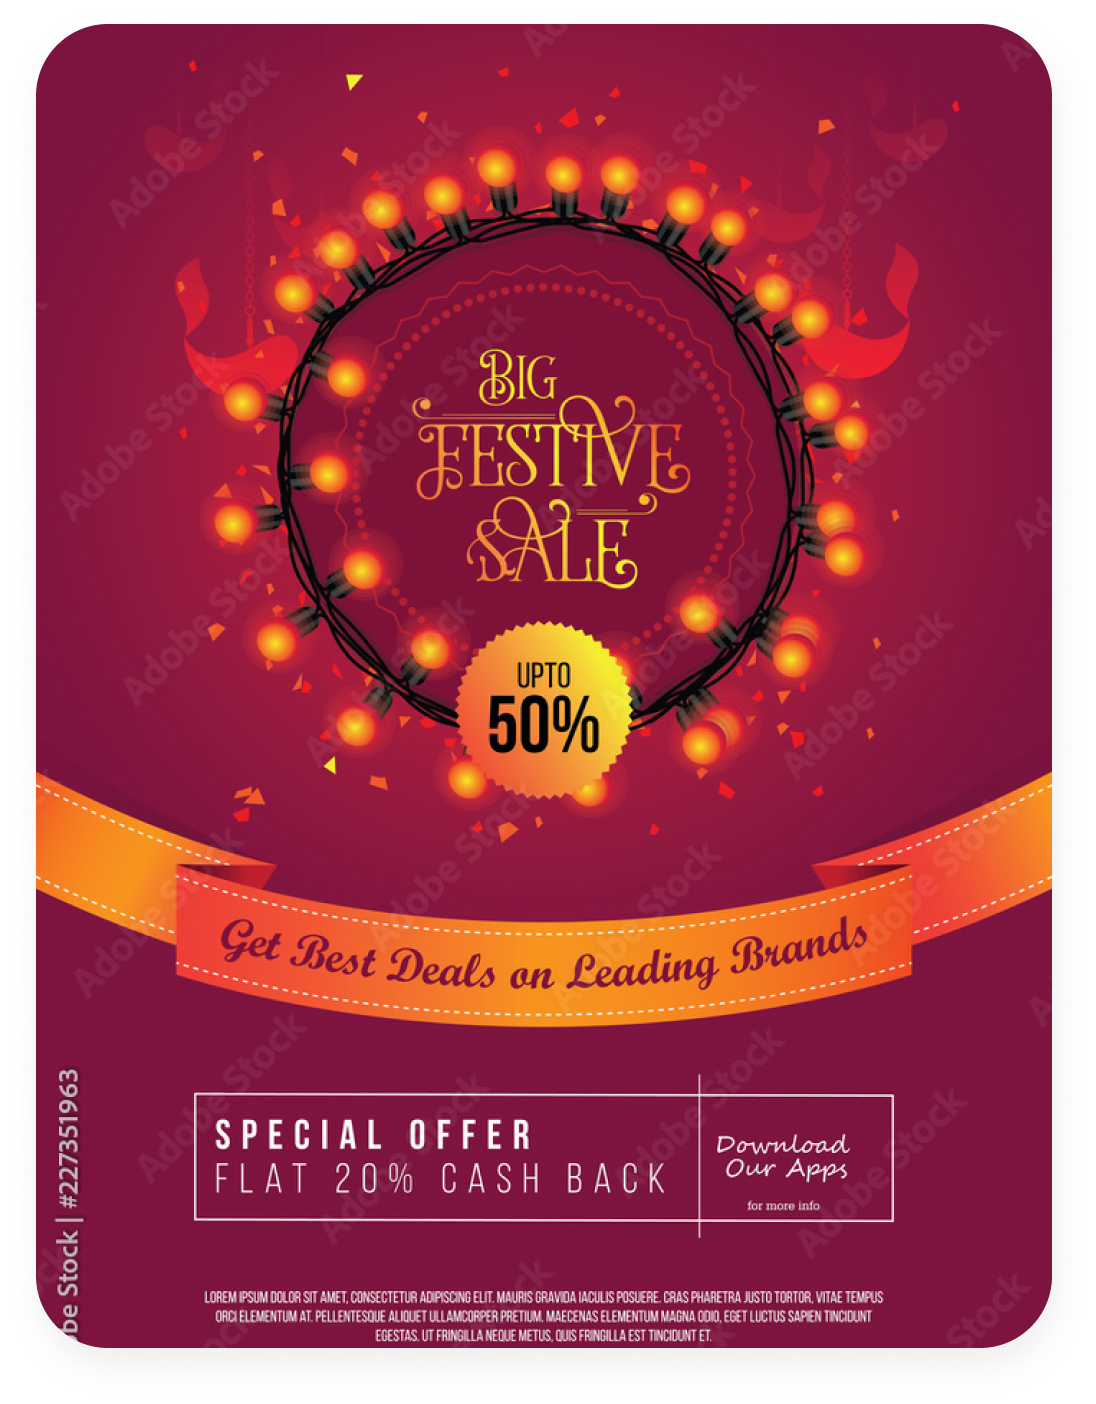 BIG
FESTIVE
SALE
UPTO
50%
Get Best Deals on Leading Brands
SPECIAL OFFER
FLAT 20% CASH BACK
Download
Our Apps
for more info
LOREM IPSUM DOLOR SIT AMET, CONSECTETUR ADIPISCING ELIT. MAURIS GRAVIDA IACULIS POSUERE. CRAS PHARETRA JUSTO TORTOR, VITAE TEMPUS
ORCI ELEMENTUM AT. PELLENTESQUE ALIQUET ULLAMCORPER PRETIUM. MAECENAS ELEMENTUM MAGNA ODIO, EGET LUCTUS SAPIEN TINCIDUNT
EGESTAS. UT FRINGILLA NEQUE METUS, QUIS FRINGILLA EST TINCIDUNT ET.
obe Stock | #227351963
Adobe Stock